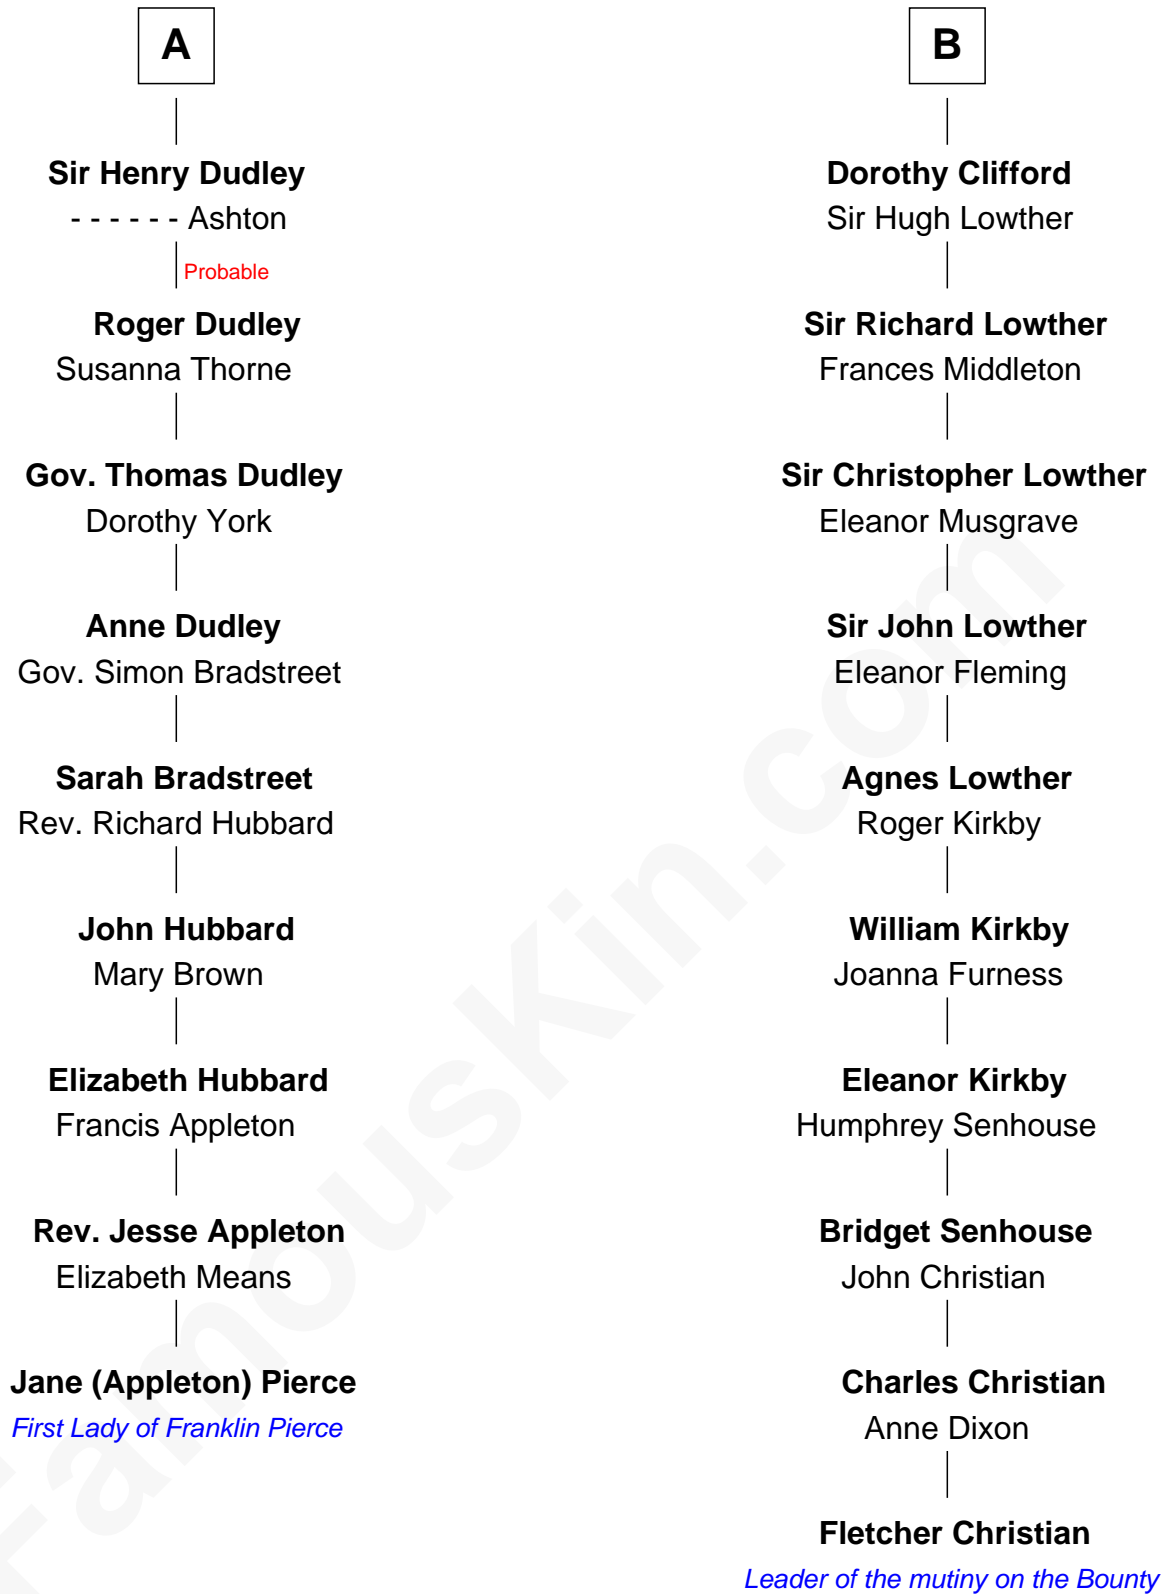 A
Sir Henry Dudley
- - - - - - Ashton
Probable
Roger Dudley
Susanna Thorne
Gov. Thomas Dudley
Dorothy York
Anne Dudley
Gov. Simon Bradstreet
Sarah Bradstreet
Rev. Richard Hubbard
John Hubbard
Mary Brown
Elizabeth Hubbard
Francis Appleton
Rev. Jesse Appleton
Elizabeth Means
Jane (Appleton) Pierce
First Lady of Franklin Pierce
B
Dorothy Clifford
Sir Hugh Lowther
Sir Richard Lowther
Frances Middleton
Sir Christopher Lowther
Eleanor Musgrave
Sir John Lowther
Eleanor Fleming
Agnes Lowther
Roger Kirkby
William Kirkby
Joanna Furness
Eleanor Kirkby
Humphrey Senhouse
Bridget Senhouse
John Christian
Charles Christian
Anne Dixon
Fletcher Christian
Leader of the mutiny on the Bounty
FamousKin.com